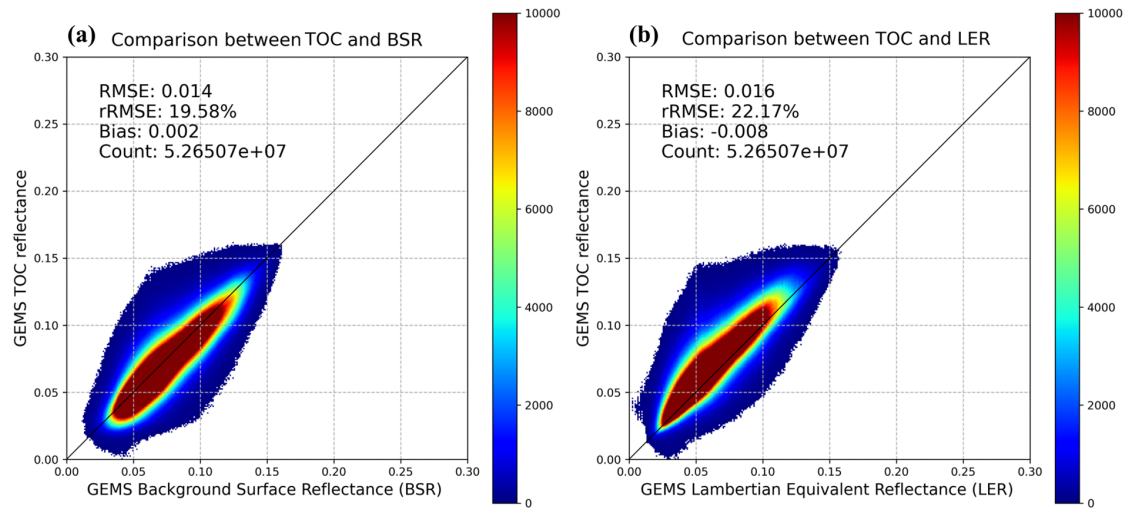 (a) Comparison between TOC and BSR
RMSE: 0.014
rRMSE: 19.58%
Bias: 0.002
Count: 5.26507e+07
0.30
0.25
0.20
0.15
0.10
0.05
0.00
GEMS TOC reflectance
0.00 0.05 0.10 0.15 0.20 0.25 0.30
GEMS Background Surface Reflectance (BSR)
10000
8000
6000
4000
2000
0
(b) Comparison between TOC and LER
RMSE: 0.016
rRMSE: 22.17%
Bias: -0.008
Count: 5.26507e+07
0.30
0.25
0.20
0.15
0.10
0.05
0.00
GEMS TOC reflectance
0.00 0.05 0.10 0.15 0.20 0.25 0.30
GEMS Lambertian Equivalent Reflectance (LER)
10000
8000
6000
4000
2000
0